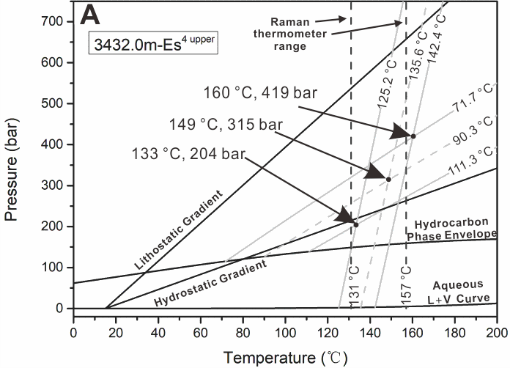 A
3432.0m-Es4 upper
Raman
thermometer
range
125.2 °C
135.6 °C
142.4 °C
160 °C, 419 bar
149 °C, 315 bar
133 °C, 204 bar
71.7°C
90.3°C
111.3°C
Lithostatic Gradient
Hydrostatic Gradient
Hydrocarbon
Phase Envelope
Aqueous
L+V Curve
131 °C
157 °C
Pressure (bar)
700
600
500
400
300
200
100
0
0 20 40 60 80 100 120 140 160 180 200
Temperature (℃)